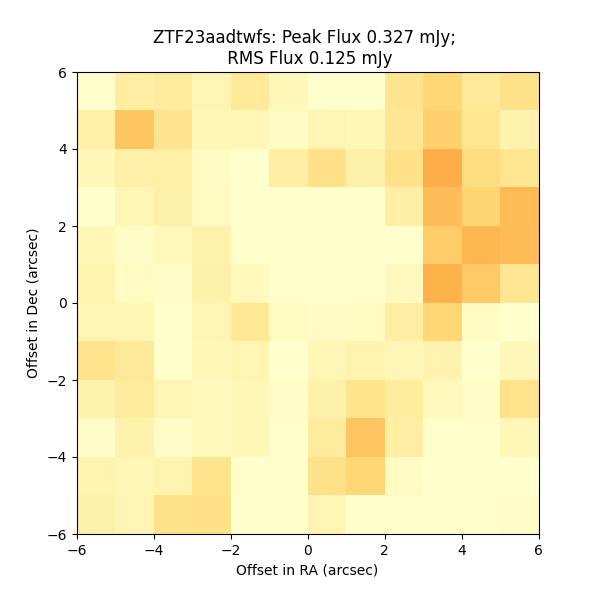 ZTF23aadtwfs: Peak Flux 0.327 mJy;
RMS Flux 0.125 mJy
6
4
2
0
−2
−4
−6
Offset in Dec (arcsec)
−6 −4 −2 0 2 4 6
Offset in RA (arcsec)